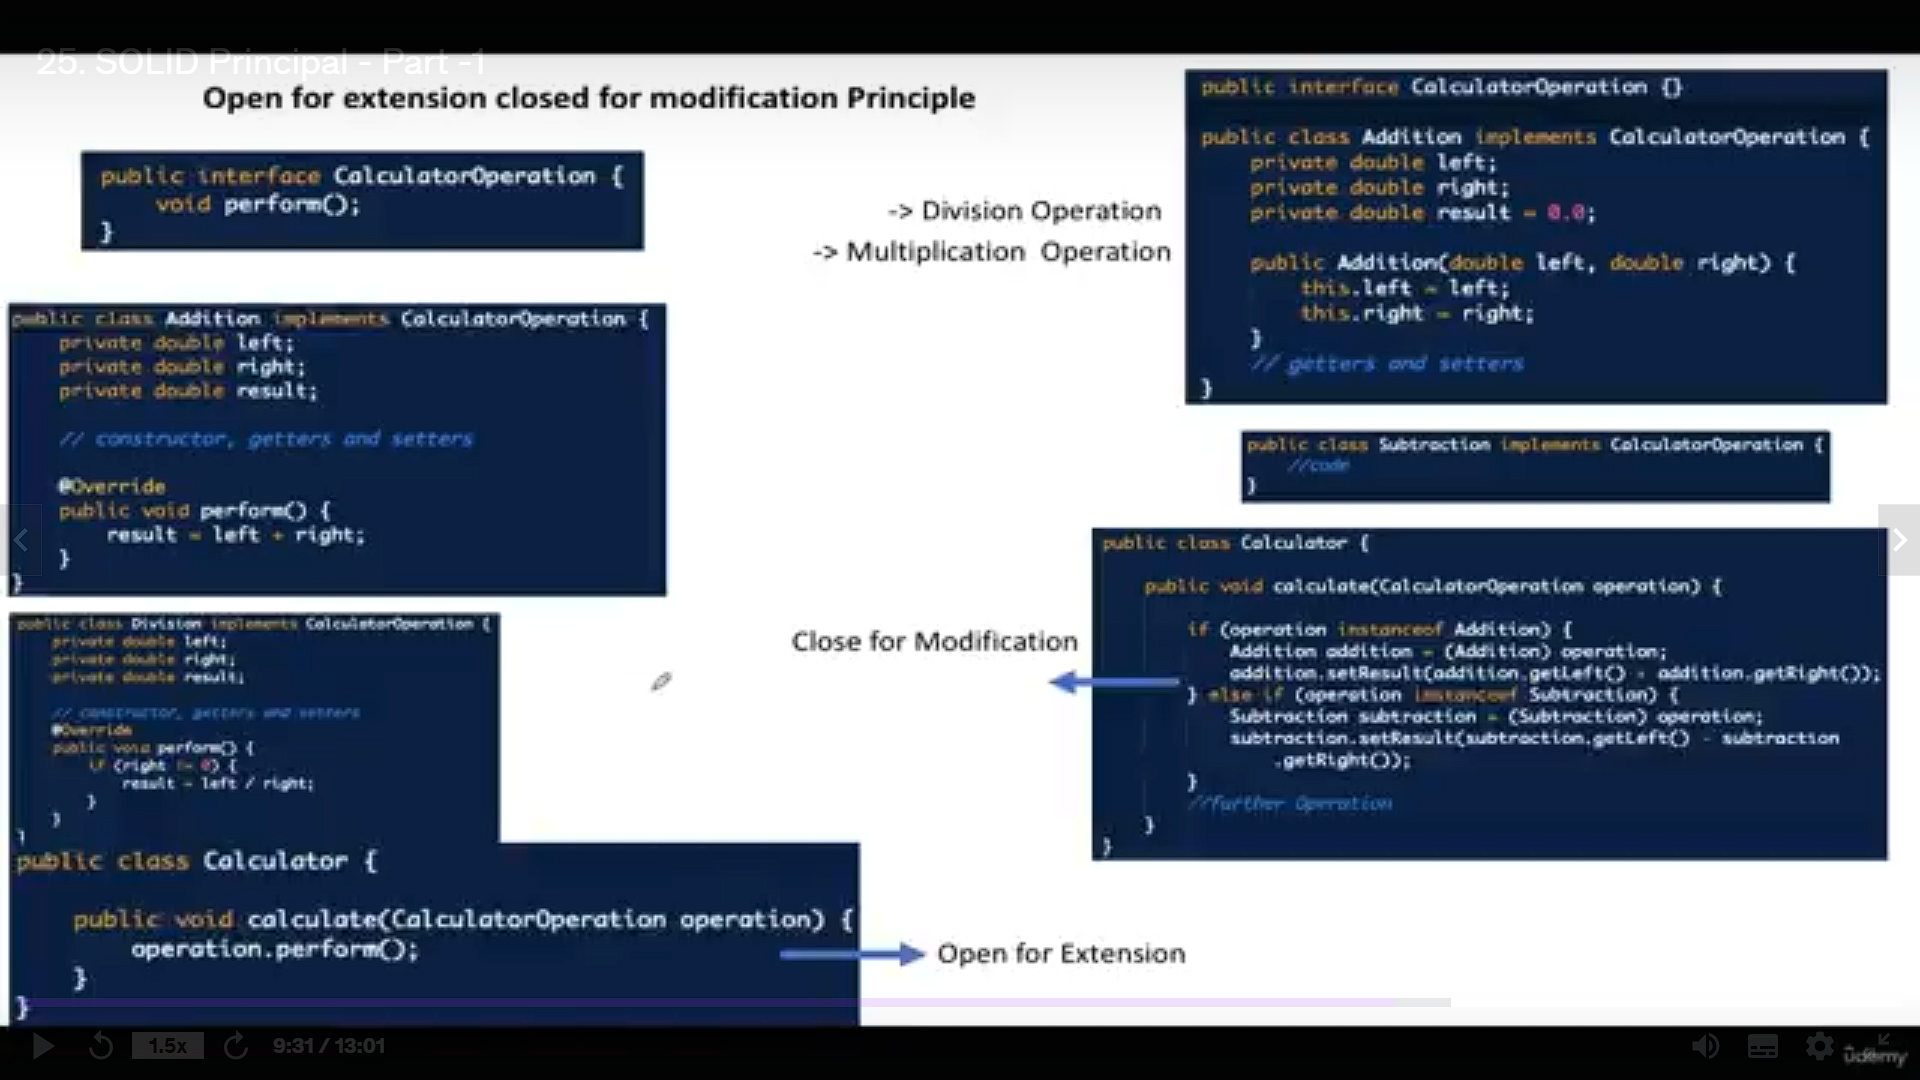 25. SOLID Principal - Part -1
Open for extension closed for modification Principle
public interface CalculatorOperation {
void perform();
}
public class Addition implements CalculatorOperation {
private double left;
private double right;
private double result;
// constructor, getters and setters
@Override
public void perform() {
result = left + right;
}
}
public class Division implements CalculatorOperation {
private double left;
private double right;
private double result;
// constructor, getters and setters
@Override
public void perform() {
if (right != 0) {
result = left / right;
}
}
}
public class Calculator {
public void calculate(CalculatorOperation operation) {
operation.perform();
}
}
-> Division Operation
-> Multiplication Operation
Close for Modification
Open for Extension
public interface CalculatorOperation {}
public class Addition implements CalculatorOperation {
private double left;
private double right;
private double result = 0.0;
public Addition(double left, double right) {
this.left = left;
this.right = right;
}
// getters and setters
}
public class Subtraction implements CalculatorOperation {
//code
}
public class Calculator {
public void calculate(CalculatorOperation operation) {
if (operation instanceof Addition) {
Addition addition = (Addition) operation;
addition.setResult(addition.getLeft() - addition.getRight());
} else if (operation instanceof Subtraction) {
Subtraction subtraction = (Subtraction) operation;
subtraction.setResult(subtraction.getLeft() - subtraction
.getRight());
}
//further Operation
}
}
1.5x
9:31 / 13:01
ûdemy